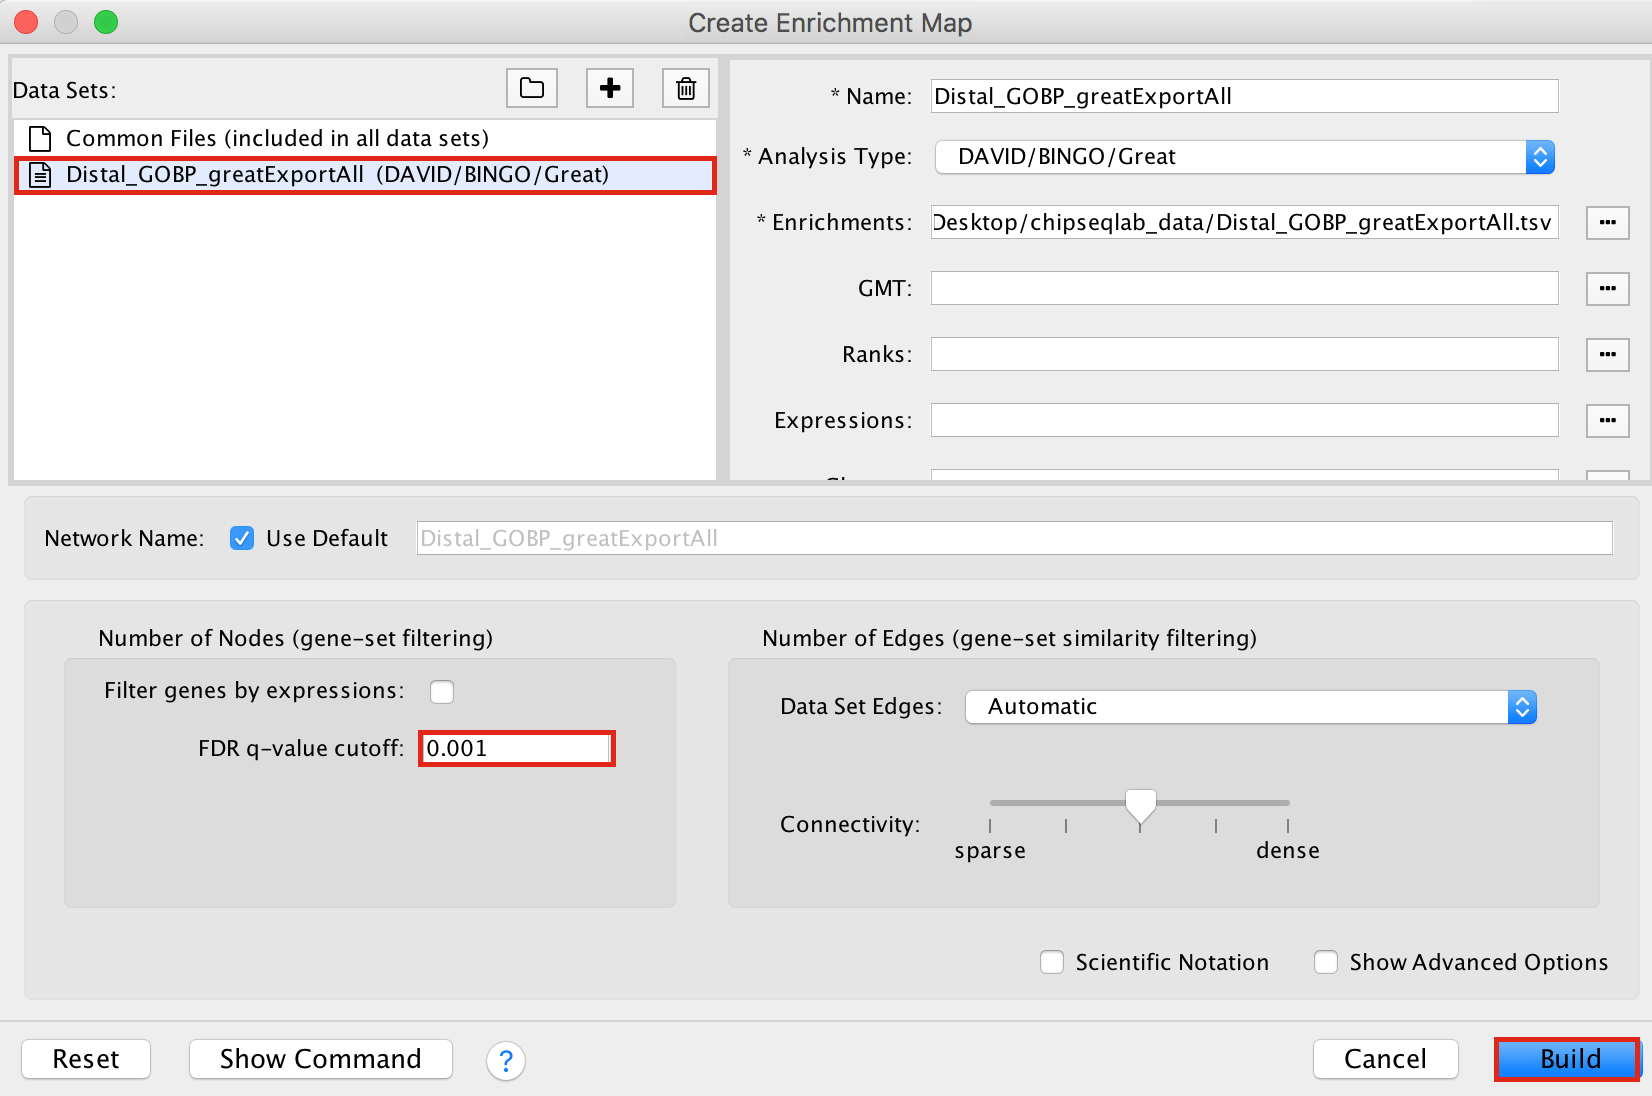 Create Enrichment Map
Data Sets:
Common Files (included in all data sets)
Distal_GOBP_greatExportAll (DAVID/BINGO/Great)
* Name: Distal_GOBP_greatExportAll
* Analysis Type: DAVID/BINGO/Great
* Enrichments: Desktop/chipseqlab_data/Distal_GOBP_greatExportAll.tsv ...
GMT: ...
Ranks: ...
Expressions: ...
Network Name: Use Default Distal_GOBP_greatExportAll
Number of Nodes (gene-set filtering)
Filter genes by expressions:
FDR q-value cutoff: 0.001
Number of Edges (gene-set similarity filtering)
Data Set Edges: Automatic
Connectivity:
sparse dense
Scientific Notation Show Advanced Options
Reset Show Command ? Cancel Build